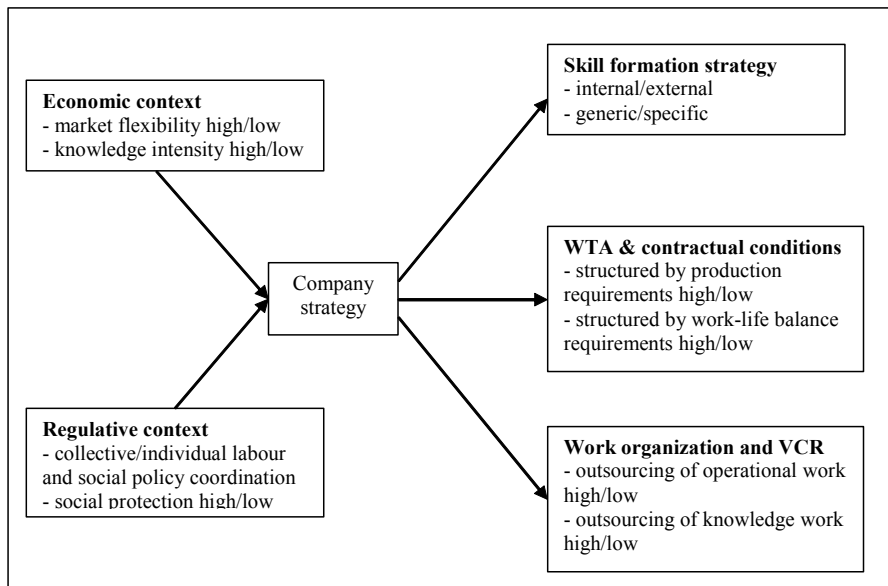 Economic context
- market flexibility high/low
- knowledge intensity high/low
Regulative context
- collective/individual labour
and social policy coordination
- social protection high/low
Company
strategy
Skill formation strategy
- internal/external
- generic/specific
WTA & contractual conditions
- structured by production
requirements high/low
- structured by work-life balance
requirements high/low
Work organization and VCR
- outsourcing of operational work
high/low
- outsourcing of knowledge work
high/low